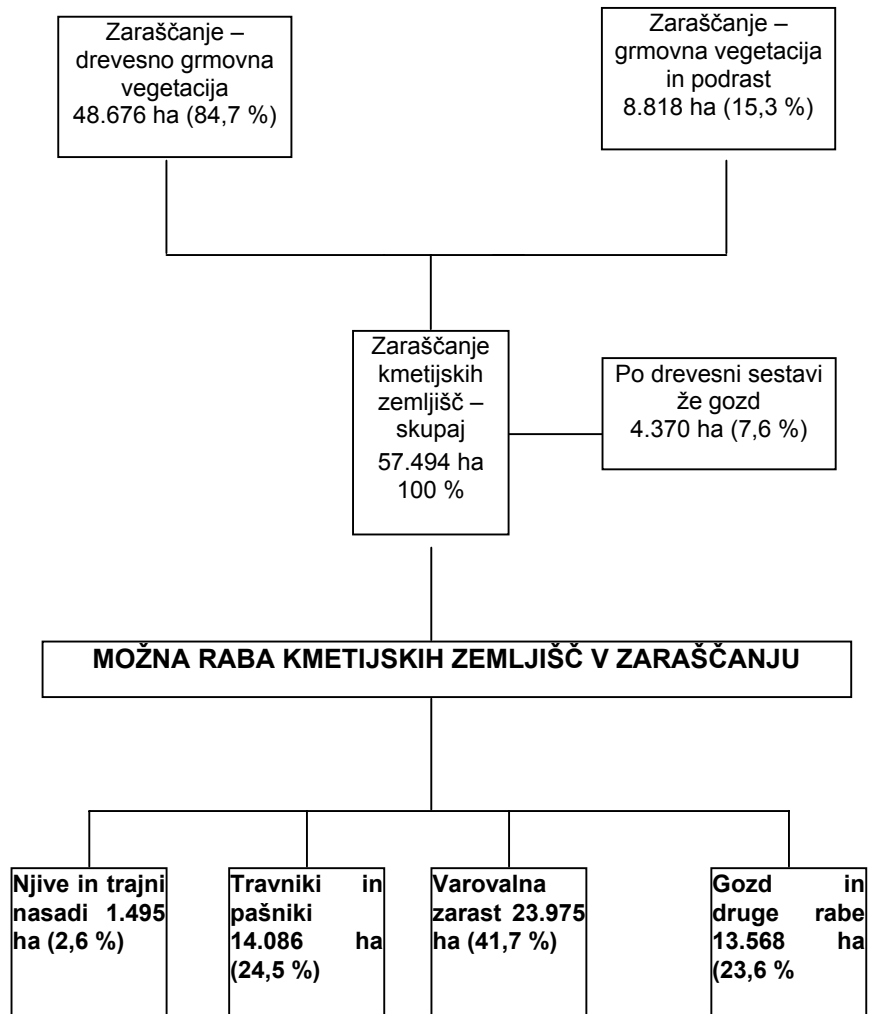 Zaraščanje –
drevesno grmovna
vegetacija
48.676 ha (84,7 %)
Zaraščanje –
grmovna vegetacija
in podrast
8.818 ha (15,3 %)
Zaraščanje
kmetijskih
zemljišč –
skupaj
57.494 ha
100 %
Po drevesni sestavi
že gozd
4.370 ha (7,6 %)
MOŽNA RABA KMETIJSKIH ZEMLJIŠČ V ZARAŠČANJU
Njive in trajni
nasadi 1.495
ha (2,6 %)
Travniki in
pašniki
14.086 ha
(24,5 %)
Varovalna
zarast 23.975
ha (41,7 %)
Gozd in
druge rabe
13.568 ha
(23,6 %